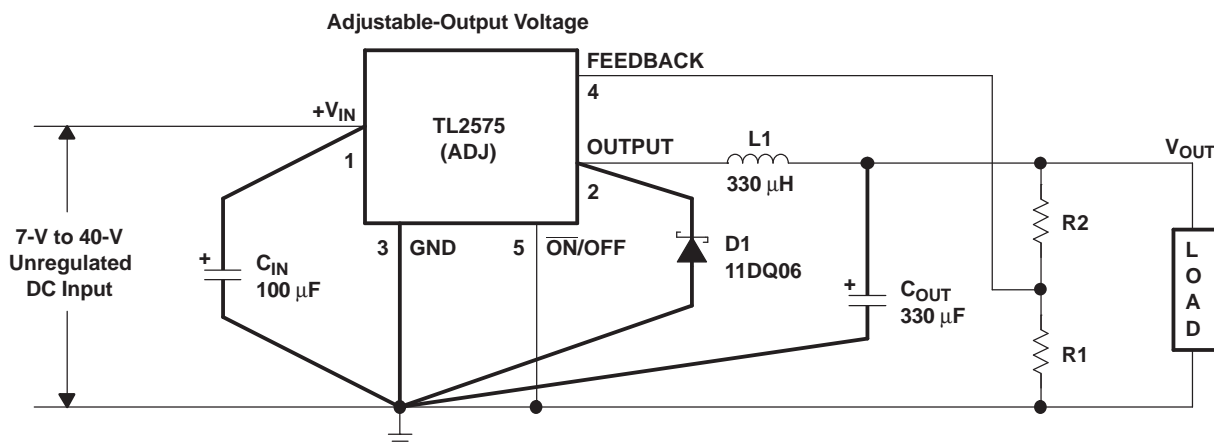 Adjustable-Output Voltage
FEEDBACK
4
+VIN
1
TL2575
(ADJ)
OUTPUT
2
L1
330 μH
VOUT
7-V to 40-V
Unregulated
DC Input
+
CIN
100 μF
3
GND
5
ON/OFF
D1
11DQ06
+
COUT
330 μF
R2
R1
LOAD